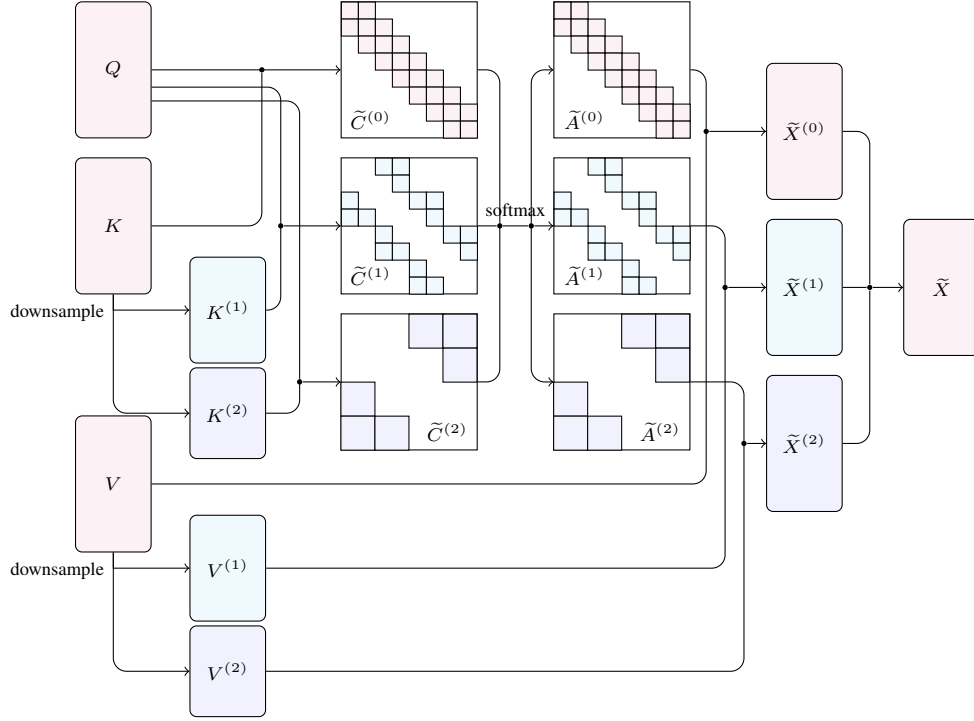 Q
K
downsample
K^(1)
K^(2)
V
downsample
V^(1)
V^(2)
C̃^(0)
C̃^(1)
C̃^(2)
softmax
Ã^(0)
Ã^(1)
Ã^(2)
X̃^(0)
X̃^(1)
X̃^(2)
X̃